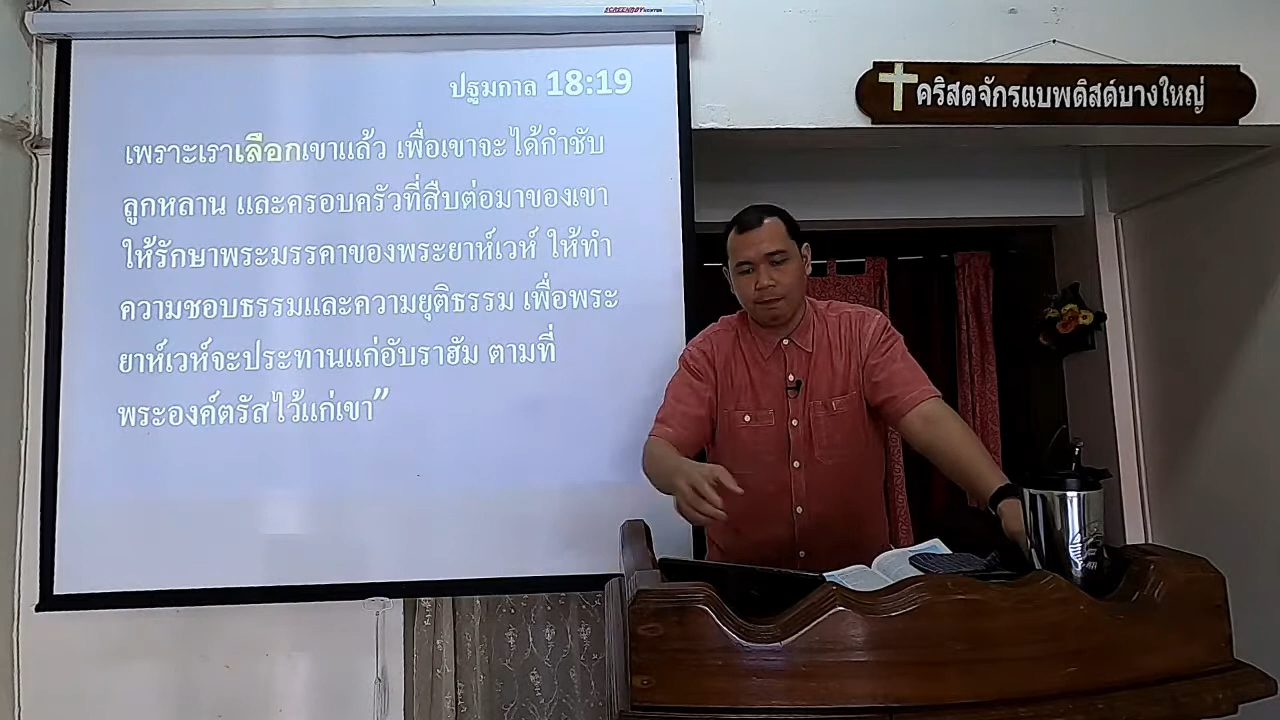 SCREENBOY CENTER
ปฐมกาล 18:19
เพราะเราเลือกเขาแล้ว เพื่อเขาจะได้กำชับ
ลูกหลาน และครอบครัวที่สืบต่อมาของเขา
ให้รักษาพระมรรคาของพระยาห์เวห์ ให้ทำ
ความชอบธรรมและความยุติธรรม เพื่อพระ
ยาห์เวห์จะประทานแก่อับราฮัม ตามที่
พระองค์ตรัสไว้แก่เขา”
คริสตจักรแบพติสต์บางใหญ่